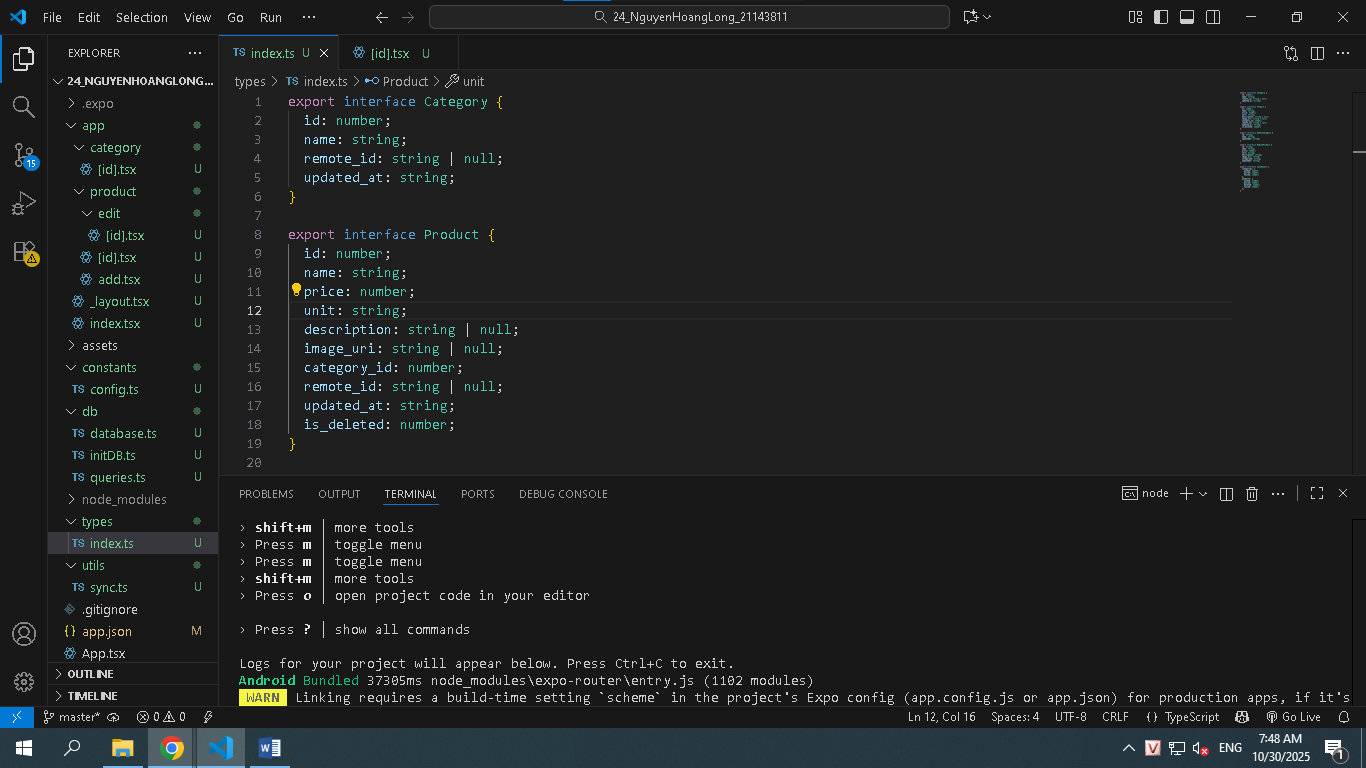 File Edit Selection View Go Run ···
24_NguyenHoangLong_21143811
EXPLORER ···
24_NGUYENHOANGLONG...
.expo
app
category
[id].tsx U
product
edit
[id].tsx U
[id].tsx U
add.tsx U
_layout.tsx U
index.tsx U
assets
constants
TS config.ts U
db
TS database.ts U
TS initDB.ts U
TS queries.ts U
node_modules
types
TS index.ts U
utils
TS sync.ts U
.gitignore
{} app.json M
App.tsx
OUTLINE
TIMELINE
15
TS index.ts U
[id].tsx U
types > TS index.ts > Product > unit
1 export interface Category {
2 id: number;
3 name: string;
4 remote_id: string | null;
5 updated_at: string;
6 }
7
8 export interface Product {
9 id: number;
10 name: string;
11 price: number;
12 unit: string;
13 description: string | null;
14 image_uri: string | null;
15 category_id: number;
16 remote_id: string | null;
17 updated_at: string;
18 is_deleted: number;
19 }
20
PROBLEMS OUTPUT TERMINAL PORTS DEBUG CONSOLE
node
› shift+m │ more tools
› Press m │ toggle menu
› Press m │ toggle menu
› shift+m │ more tools
› Press o │ open project code in your editor
› Press ? │ show all commands
Logs for your project will appear below. Press Ctrl+C to exit.
Android Bundled 37305ms node_modules\expo-router\entry.js (1102 modules)
WARN Linking requires a build-time setting `scheme` in the project's Expo config (app.config.js or app.json) for production apps, if it's
master* 0 0
Ln 12, Col 16 Spaces: 4 UTF-8 CRLF {} TypeScript Go Live
V ENG
7:48 AM
10/30/2025
1